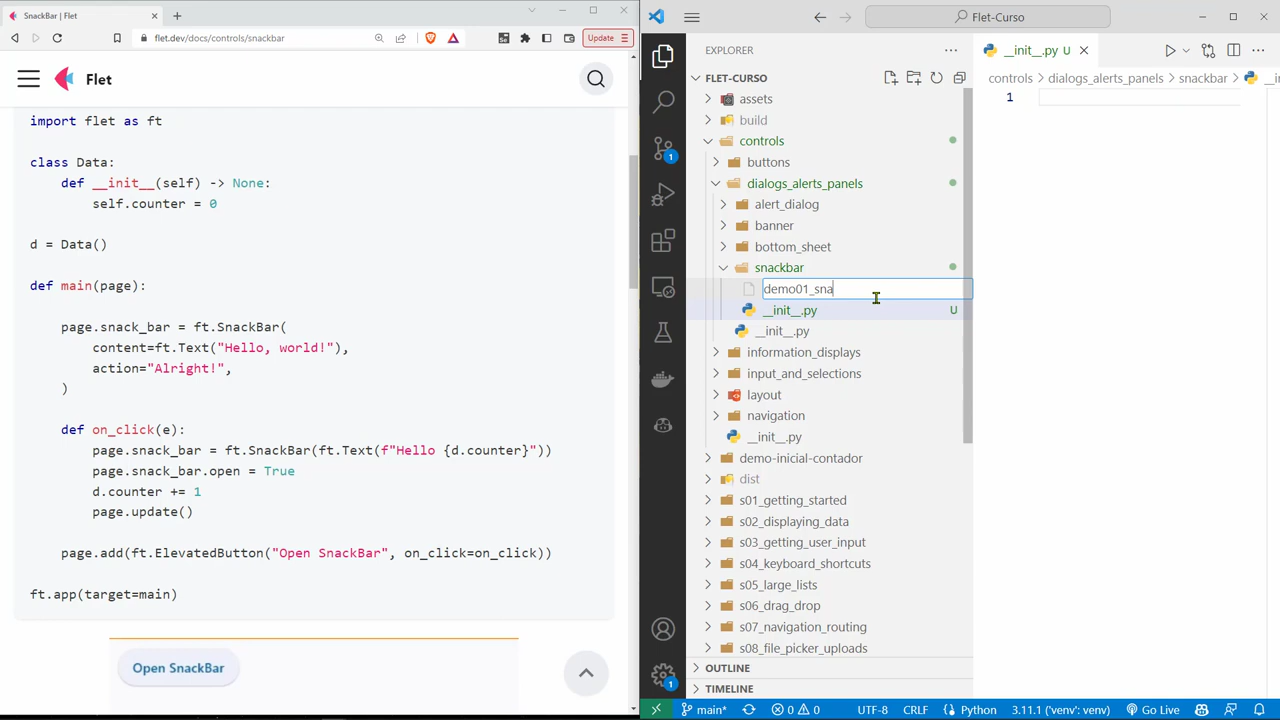 SnackBar | Flet
flet.dev/docs/controls/snackbar
Update
Flet
import flet as ft
class Data:
def __init__(self) -> None:
self.counter = 0
d = Data()
def main(page):
page.snack_bar = ft.SnackBar(
content=ft.Text("Hello, world!"),
action="Alright!",
)
def on_click(e):
page.snack_bar = ft.SnackBar(ft.Text(f"Hello {d.counter}"))
page.snack_bar.open = True
d.counter += 1
page.update()
page.add(ft.ElevatedButton("Open SnackBar", on_click=on_click))
ft.app(target=main)
Open SnackBar
Flet-Curso
EXPLORER
FLET-CURSO
assets
build
controls
buttons
dialogs_alerts_panels
alert_dialog
banner
bottom_sheet
snackbar
demo01_sna
__init__.py U
__init__.py
information_displays
input_and_selections
layout
navigation
__init__.py
demo-inicial-contador
dist
s01_getting_started
s02_displaying_data
s03_getting_user_input
s04_keyboard_shortcuts
s05_large_lists
s06_drag_drop
s07_navigation_routing
s08_file_picker_uploads
OUTLINE
TIMELINE
1
1
__init__.py U
controls > dialogs_alerts_panels > snackbar > __i
1
main* 0 0 UTF-8 CRLF Python 3.11.1 ('venv': venv) Go Live